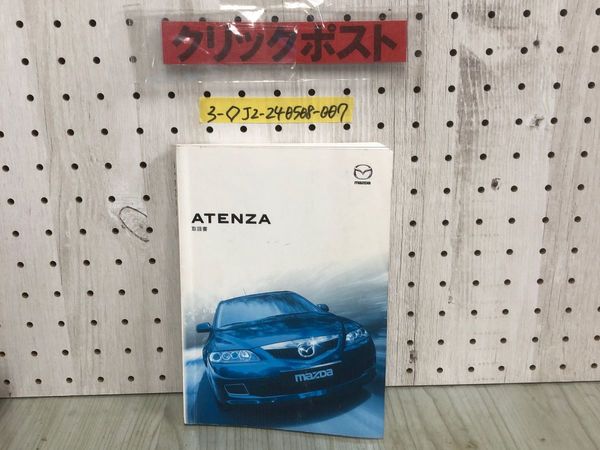 クリックポスト
3-◇J2-240508-007
mazda
ATENZA
取扱書
mazda